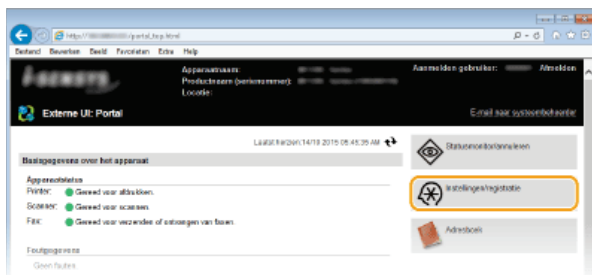 http:// /portal_top.html
Bestand Bewerken Beeld Favorieten Extra Help
Apparaatnaam:
Productnaam (serienummer):
Locatie:
Aanmelden gebruiker: Afmelden
Externe UI: Portal
E-mail naar systeembeheerder
Laatst herzien: 14/10 2015 05:45:35 AM
Basisgegevens over het apparaat
Apparaatstatus
Printer: Gereed voor afdrukken.
Scanner: Gereed voor scannen.
Fax: Gereed voor verzenden of ontvangen van faxen.
Foutgegevens
Geen fouten.
Statusmonitor/annuleren
Instellingen/registratie
Adresboek